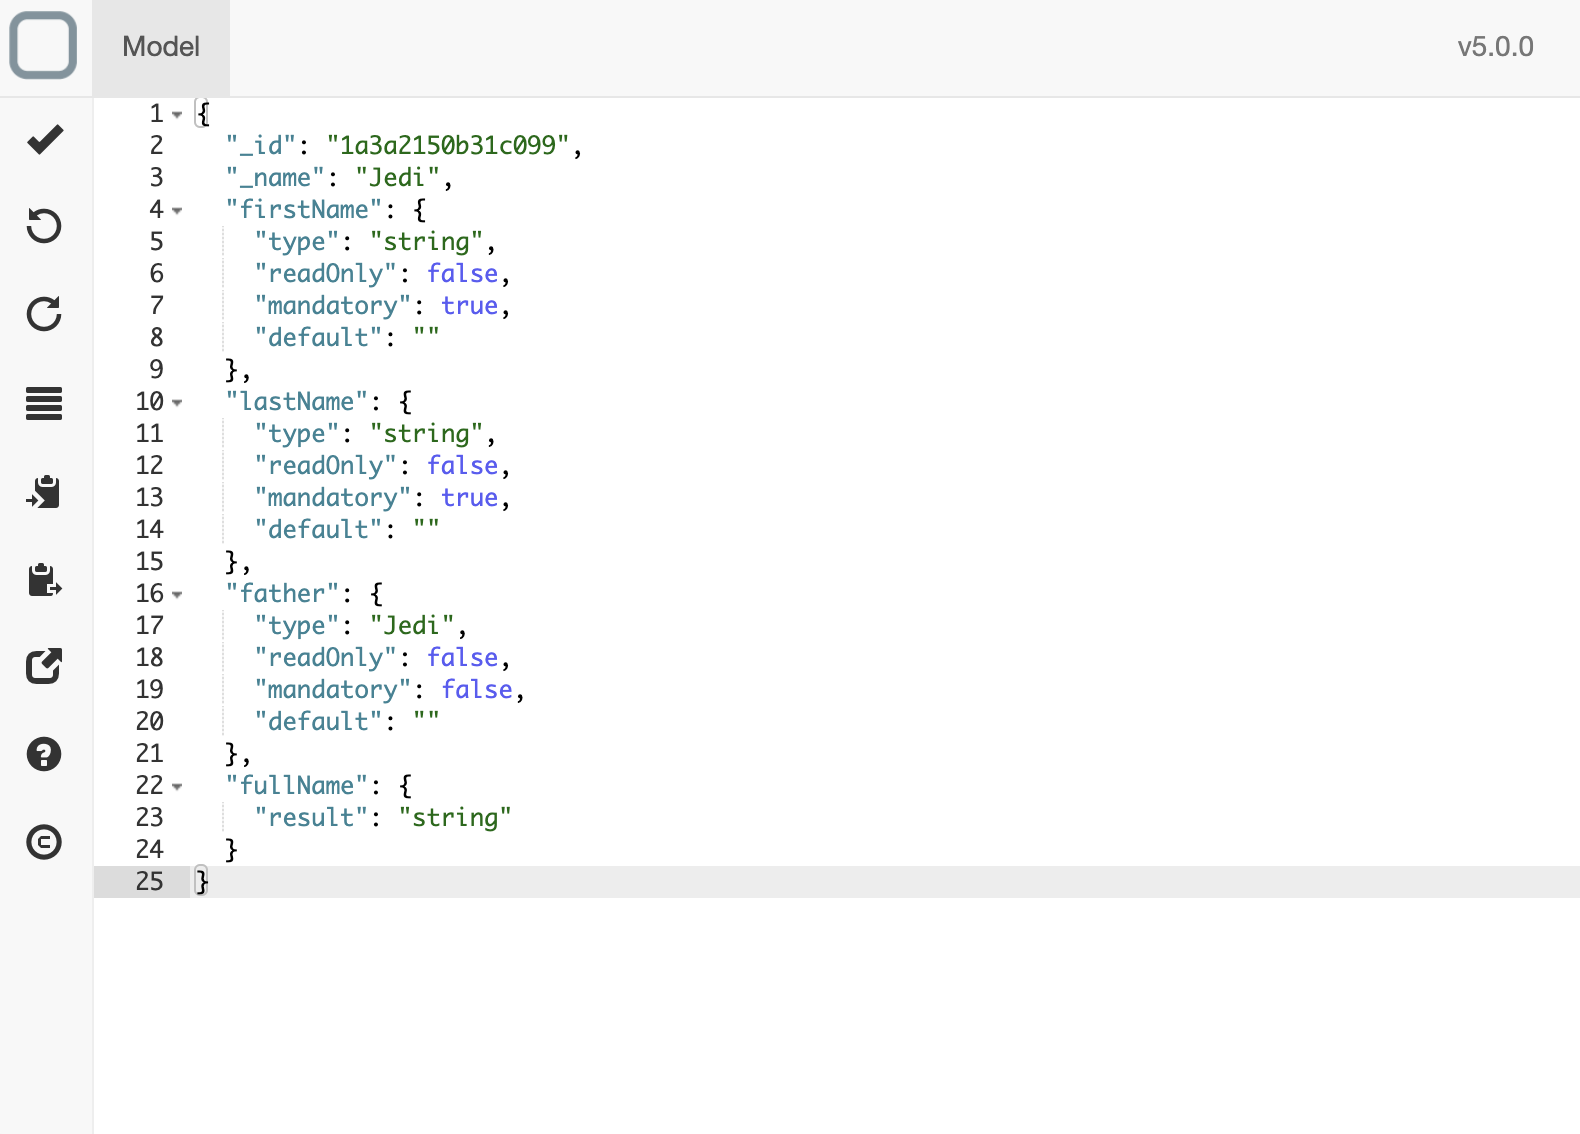 Model
v5.0.0
1 {
2 "_id": "1a3a2150b31c099",
3 "_name": "Jedi",
4 "firstName": {
5 "type": "string",
6 "readOnly": false,
7 "mandatory": true,
8 "default": ""
9 },
10 "lastName": {
11 "type": "string",
12 "readOnly": false,
13 "mandatory": true,
14 "default": ""
15 },
16 "father": {
17 "type": "Jedi",
18 "readOnly": false,
19 "mandatory": false,
20 "default": ""
21 },
22 "fullName": {
23 "result": "string"
24 }
25 }